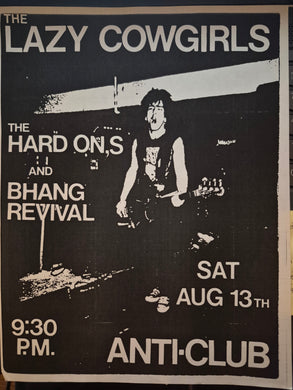 THE
LAZY COWGIRLS
THE
HARD ON,S
AND
BHANG
REVIVAL
SAT
AUG 13TH
9:30
P.M.
ANTI-CLUB